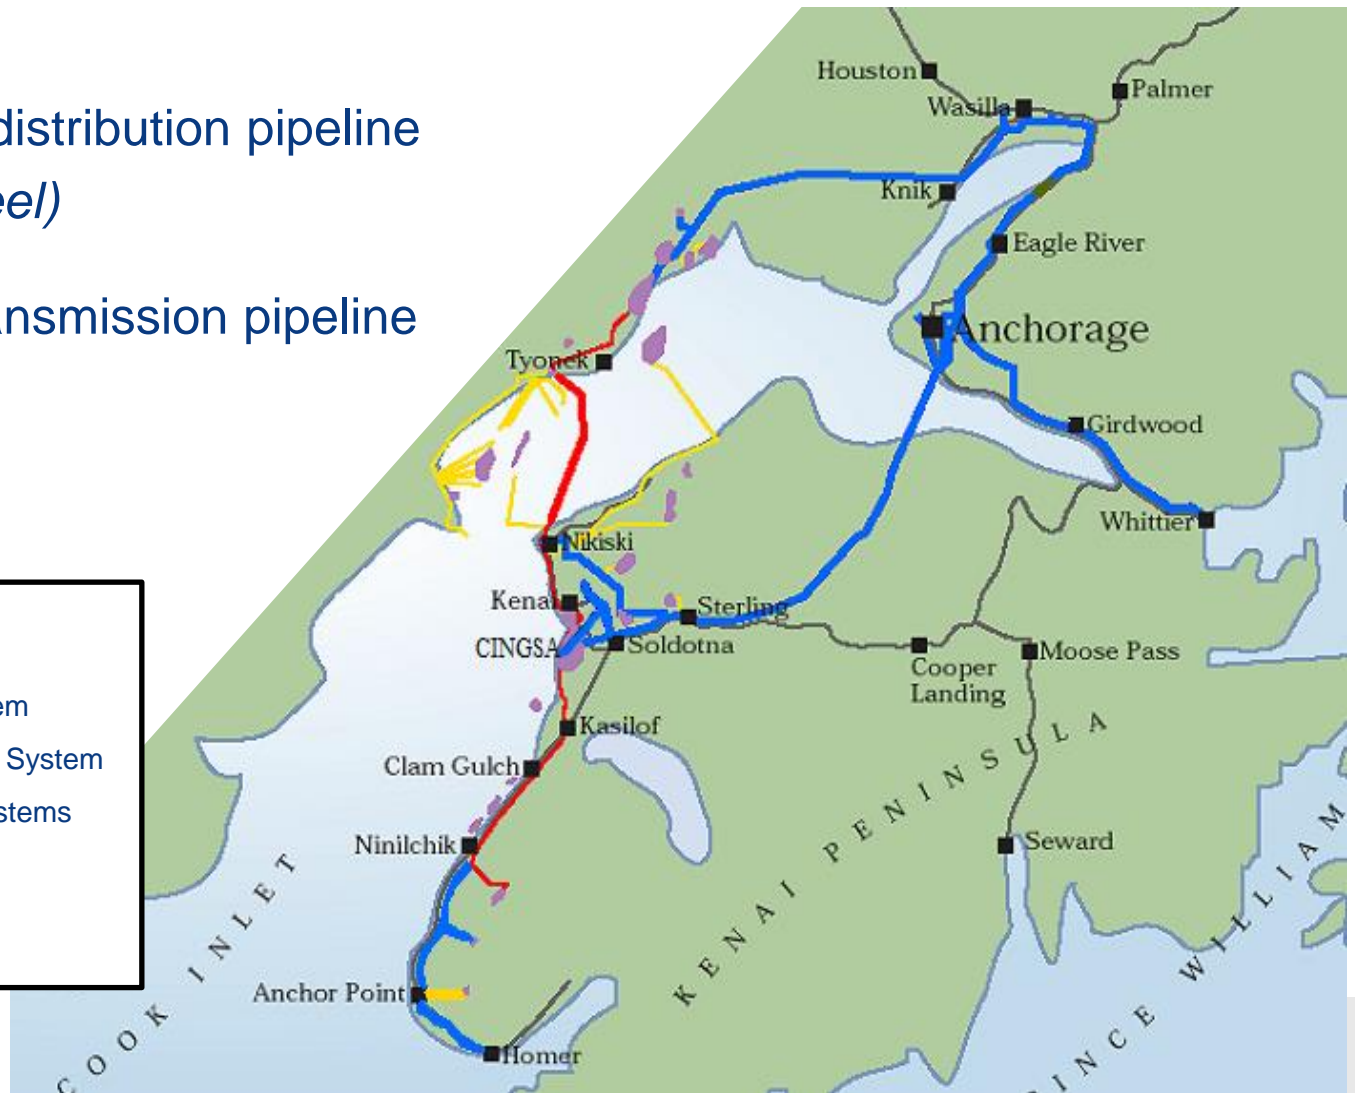 distribution pipeline
eel)
nsmission pipeline
em
System
stems
Houston
Palmer
Wasilla
Knik
Eagle River
Anchorage
Tyonek
Girdwood
Whittier
Nikiski
Kenai
Sterling
CINGSA
Soldotna
Cooper
Landing
Moose Pass
Kasilof
Clam Gulch
Ninilchik
Seward
Anchor Point
Homer
COOK INLET
KENAI PENINSULA
INCE WILLIAM